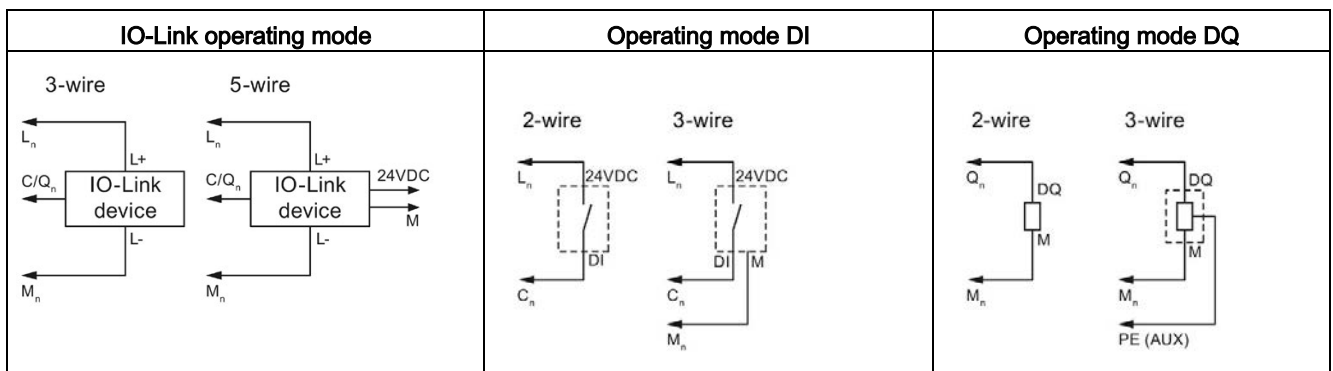 IO-Link operating mode
Operating mode DI
Operating mode DQ
3-wire
5-wire
Lₙ
L+
C/Qₙ
IO-Link
device
L-
Mₙ
Lₙ
L+
C/Qₙ
IO-Link
device
24VDC
M
L-
Mₙ
2-wire
3-wire
Lₙ
24VDC
DI
Cₙ
Lₙ
24VDC
DI
M
Cₙ
Mₙ
2-wire
3-wire
Qₙ
DQ
M
Mₙ
Qₙ
DQ
M
Mₙ
PE (AUX)